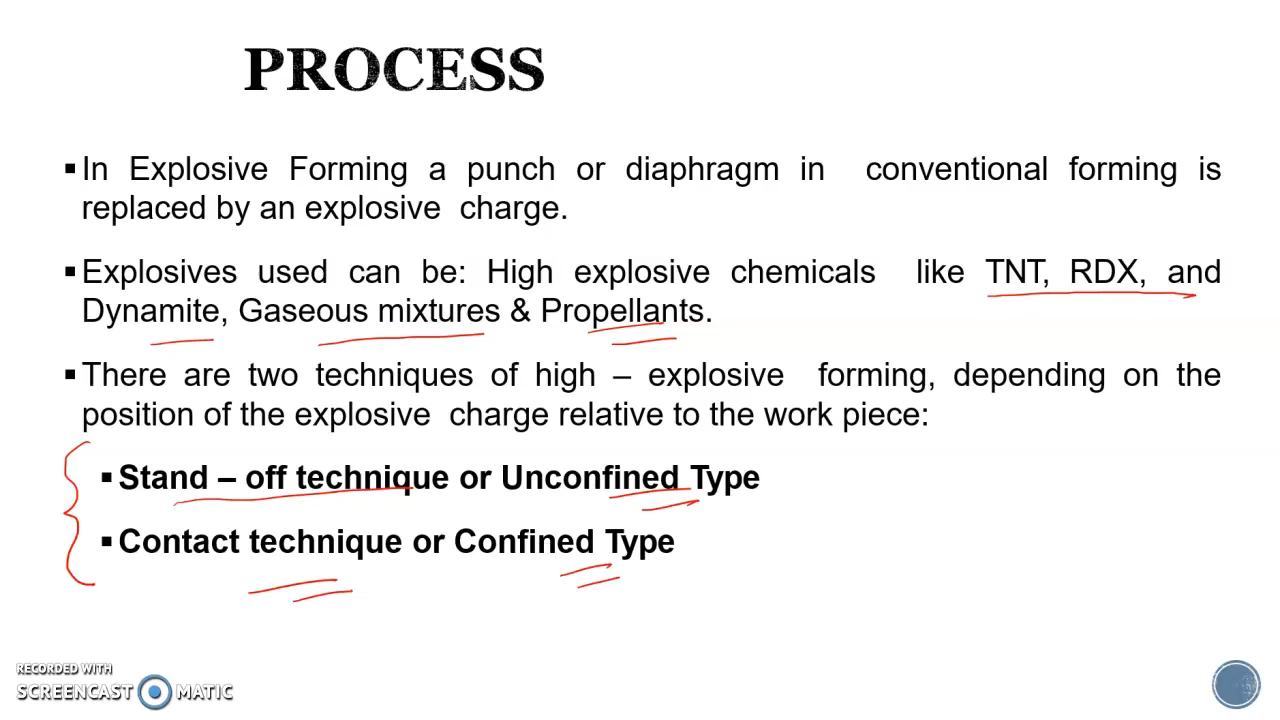 PROCESS
▪In Explosive Forming a punch or diaphragm in conventional forming is
replaced by an explosive charge.
▪Explosives used can be: High explosive chemicals like TNT, RDX, and
Dynamite, Gaseous mixtures & Propellants.
▪There are two techniques of high – explosive forming, depending on the
position of the explosive charge relative to the work piece:
▪Stand – off technique or Unconfined Type
▪Contact technique or Confined Type
RECORDED WITH
SCREENCAST MATIC